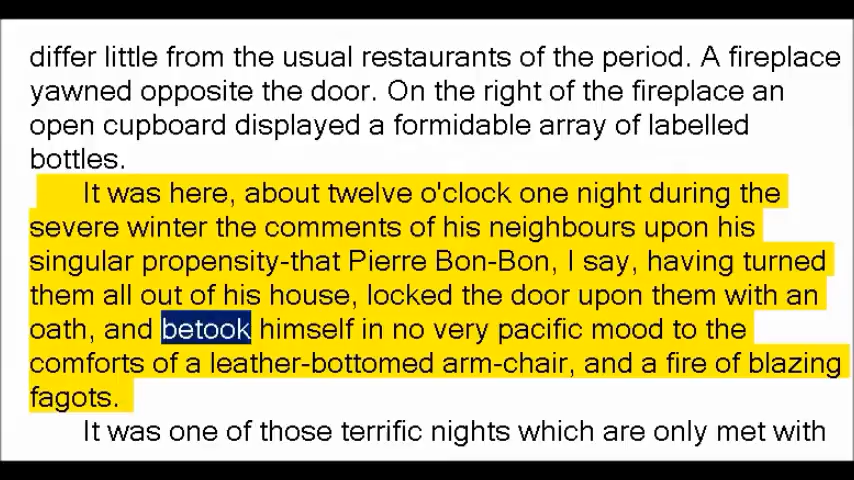 differ little from the usual restaurants of the period. A fireplace
yawned opposite the door. On the right of the fireplace an
open cupboard displayed a formidable array of labelled
bottles.
It was here, about twelve o'clock one night during the
severe winter the comments of his neighbours upon his
singular propensity-that Pierre Bon-Bon, I say, having turned
them all out of his house, locked the door upon them with an
oath, and betook himself in no very pacific mood to the
comforts of a leather-bottomed arm-chair, and a fire of blazing
fagots.
It was one of those terrific nights which are only met with